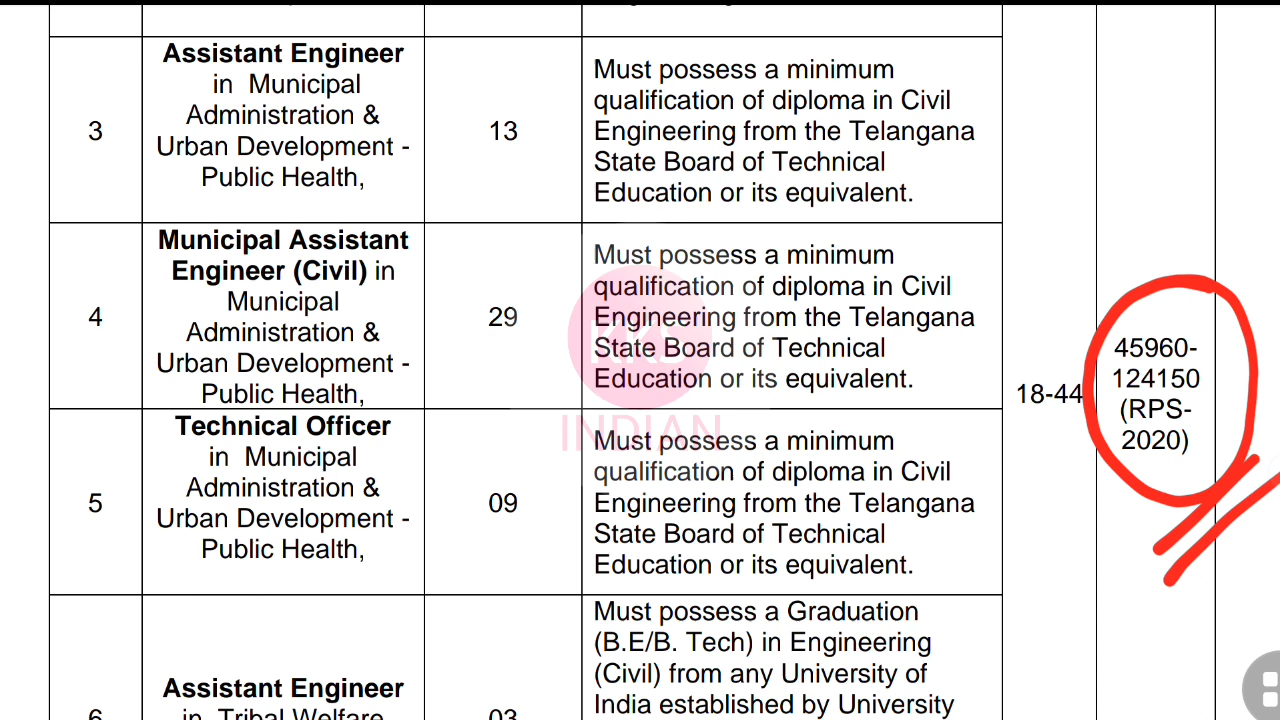 3
Assistant Engineer
in Municipal
Administration &
Urban Development -
Public Health,
13
Must possess a minimum
qualification of diploma in Civil
Engineering from the Telangana
State Board of Technical
Education or its equivalent.
4
Municipal Assistant
Engineer (Civil) in
Municipal
Administration &
Urban Development -
Public Health,
29
Must possess a minimum
qualification of diploma in Civil
Engineering from the Telangana
State Board of Technical
Education or its equivalent.
18-44
45960-
124150
(RPS-
2020)
KKS
INDIAN
5
Technical Officer
in Municipal
Administration &
Urban Development -
Public Health,
09
Must possess a minimum
qualification of diploma in Civil
Engineering from the Telangana
State Board of Technical
Education or its equivalent.
6
Assistant Engineer
in Tribal Welfare
03
Must possess a Graduation
(B.E/B. Tech) in Engineering
(Civil) from any University of
India established by University